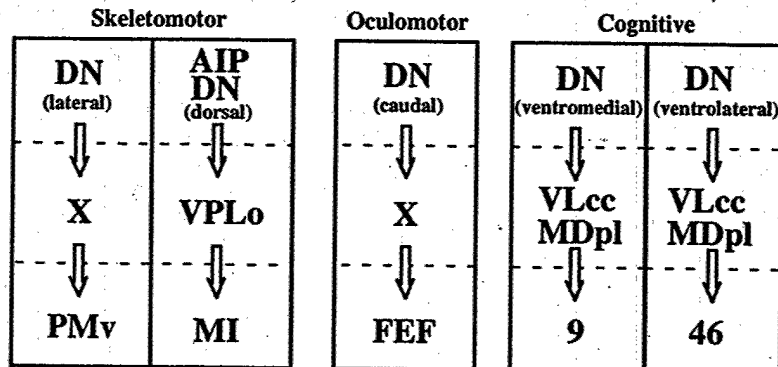 Skeletomotor
Oculomotor
Cognitive
DN
(lateral)
X
PMv
AIP
DN
(dorsal)
VPLo
MI
DN
(caudal)
X
FEF
DN
(ventromedial)
VLcc
MDpl
9
DN
(ventrolateral)
VLcc
MDpl
46